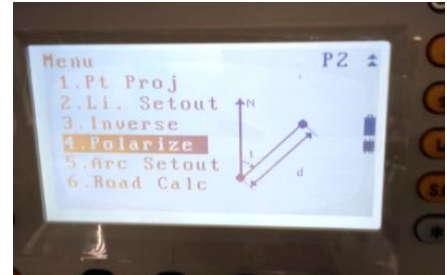 Menu P2
1.Pt Proj
2.Li. Setout
3.Inverse
4.Polarize
5.Arc Setout
6.Road Calc
N
t
d